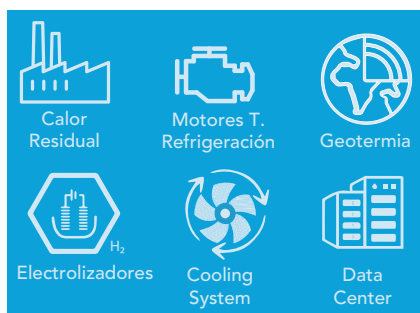 Calor
Residual
Motores T.
Refrigeración
Geotermia
H₂
Electrolizadores
Cooling
System
Data
Center